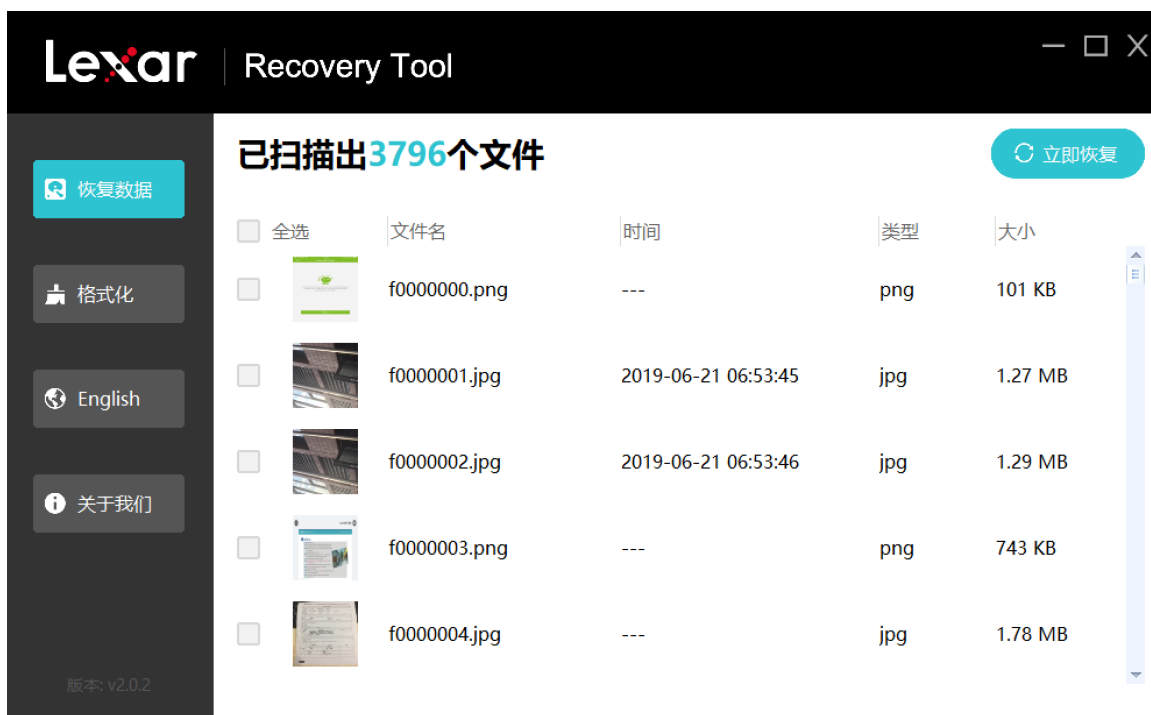 Lexar Recovery Tool
已扫描出3796个文件
立即恢复
恢复数据
格式化
English
关于我们
版本: v2.0.2
全选 文件名 时间 类型 大小
f0000000.png --- png 101 KB
f0000001.jpg 2019-06-21 06:53:45 jpg 1.27 MB
f0000002.jpg 2019-06-21 06:53:46 jpg 1.29 MB
f0000003.png --- png 743 KB
f0000004.jpg --- jpg 1.78 MB